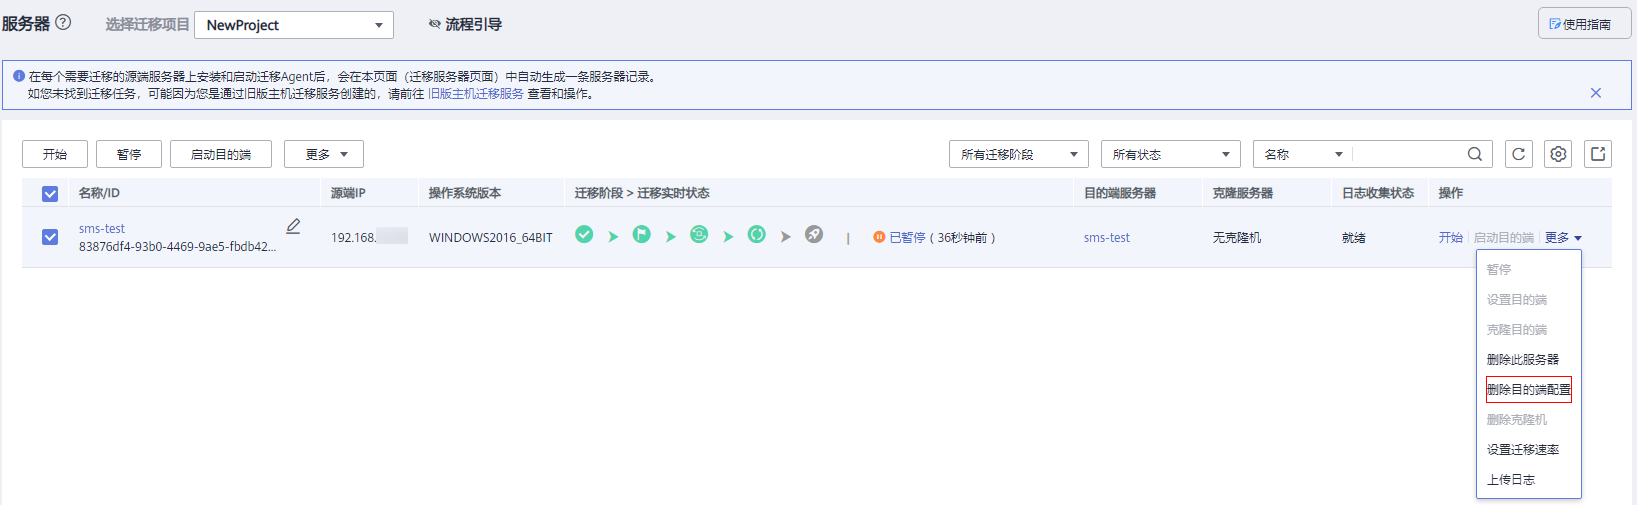 服务器
选择迁移项目
NewProject
流程引导
使用指南
在每个需要迁移的源端服务器上安装和启动迁移Agent后，会在本页面（迁移服务器页面）中自动生成一条服务器记录。
如您未找到迁移任务，可能因为您是通过旧版主机迁移服务创建的，请前往 旧版主机迁移服务 查看和操作。
开始
暂停
启动目的端
更多
所有迁移阶段
所有状态
名称
名称/ID
源端IP
操作系统版本
迁移阶段 > 迁移实时状态
目的端服务器
克隆服务器
日志收集状态
操作
sms-test
83876df4-93b0-4469-9ae5-fbdb42...
192.168.
WINDOWS2016_64BIT
已暂停（36秒钟前）
sms-test
无克隆机
就绪
开始
启动目的端
更多
暂停
设置目的端
克隆目的端
删除此服务器
删除目的端配置
删除克隆机
设置迁移速率
上传日志